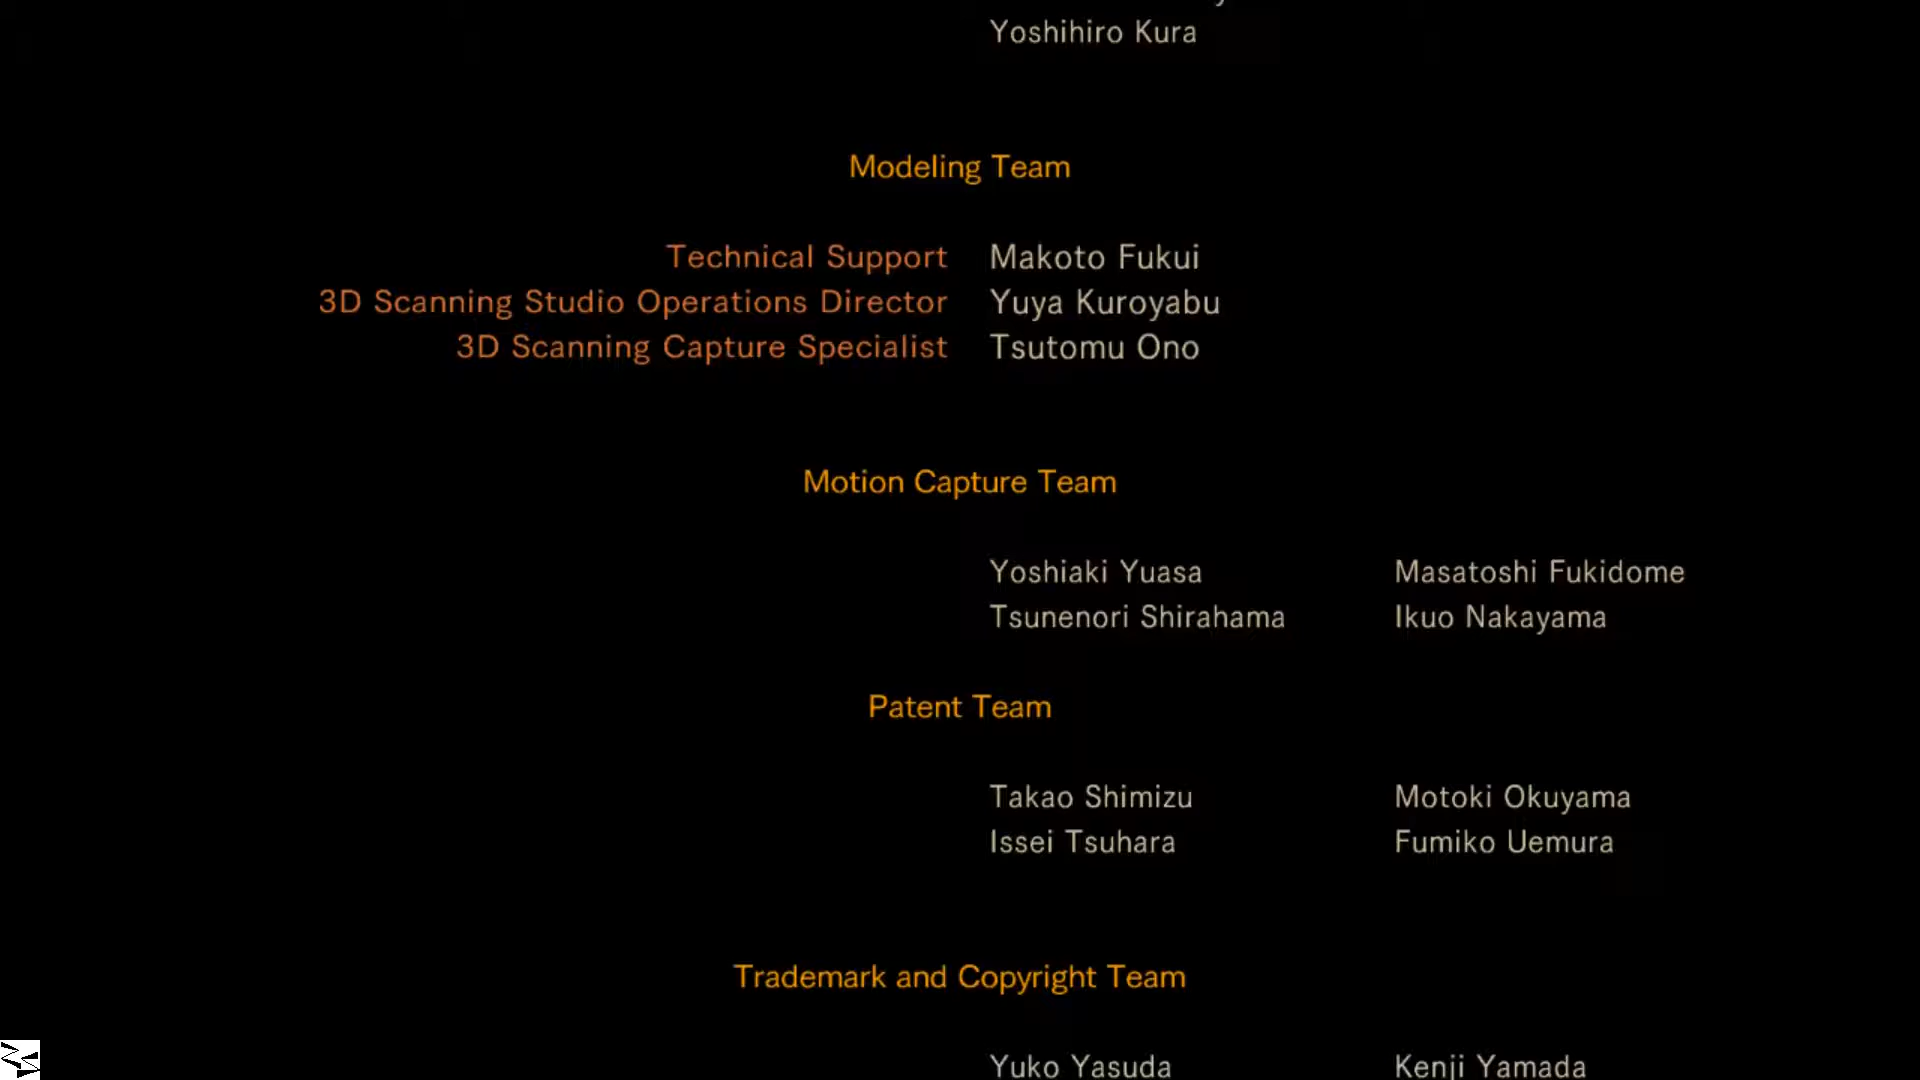 Yoshihiro Kura
Modeling Team
Technical Support Makoto Fukui
3D Scanning Studio Operations Director Yuya Kuroyabu
3D Scanning Capture Specialist Tsutomu Ono
Motion Capture Team
Yoshiaki Yuasa Masatoshi Fukidome
Tsunenori Shirahama Ikuo Nakayama
Patent Team
Takao Shimizu Motoki Okuyama
Issei Tsuhara Fumiko Uemura
Trademark and Copyright Team
Yuko Yasuda Kenji Yamada